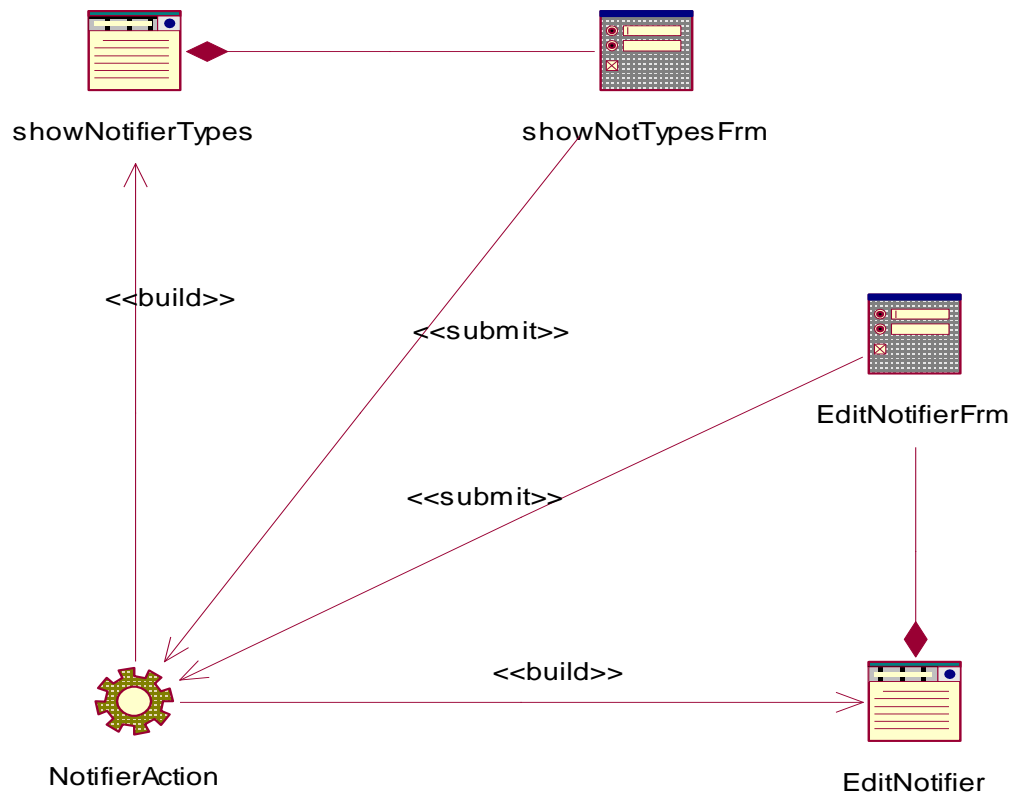 showNotifierTypes
showNotTypesFrm
<<build>>
<<submit>>
EditNotifierFrm
<<submit>>
<<build>>
NotifierAction
EditNotifier